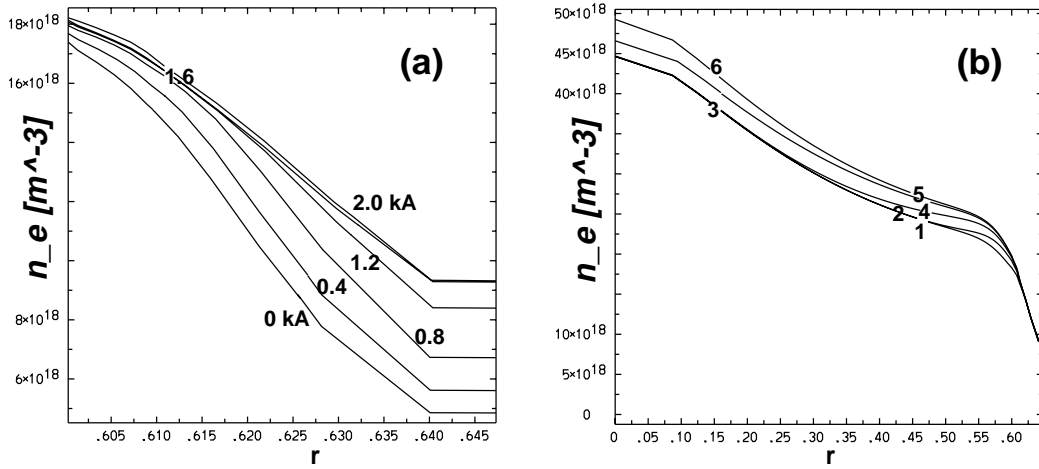 (a)
n_e [m^-3]
18×10^18
16×10^18
8×10^18
6×10^18
1.6
2.0 kA
1.2
0.4
0 kA
0.8
.605 .610 .615 .620 .625 .630 .635 .640 .645
r
(b)
n_e [m^-3]
50×10^18
45×10^18
40×10^18
10×10^18
5×10^18
0
6
3
5
2 4
1
0 .05 .10 .15 .20 .25 .30 .35 .40 .45 .50 .55 .60
r